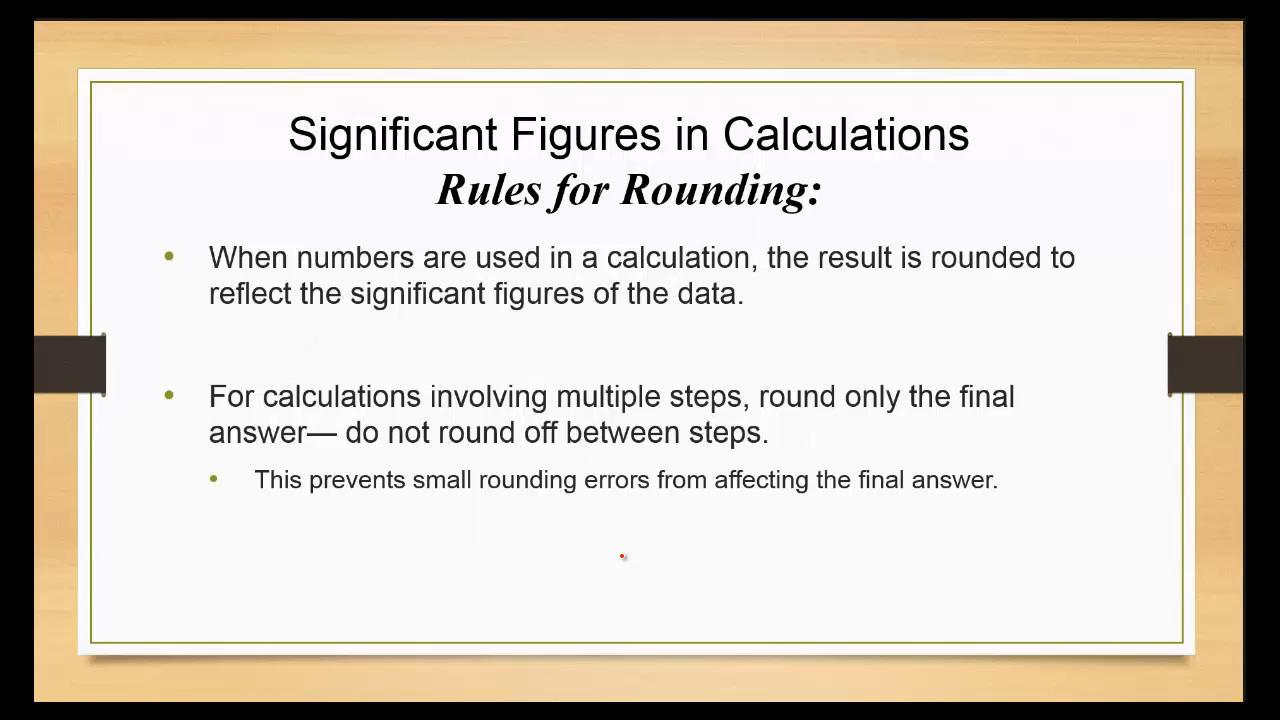 Significant Figures in Calculations
Rules for Rounding:
• When numbers are used in a calculation, the result is rounded to
reflect the significant figures of the data.
• For calculations involving multiple steps, round only the final
answer— do not round off between steps.
• This prevents small rounding errors from affecting the final answer.